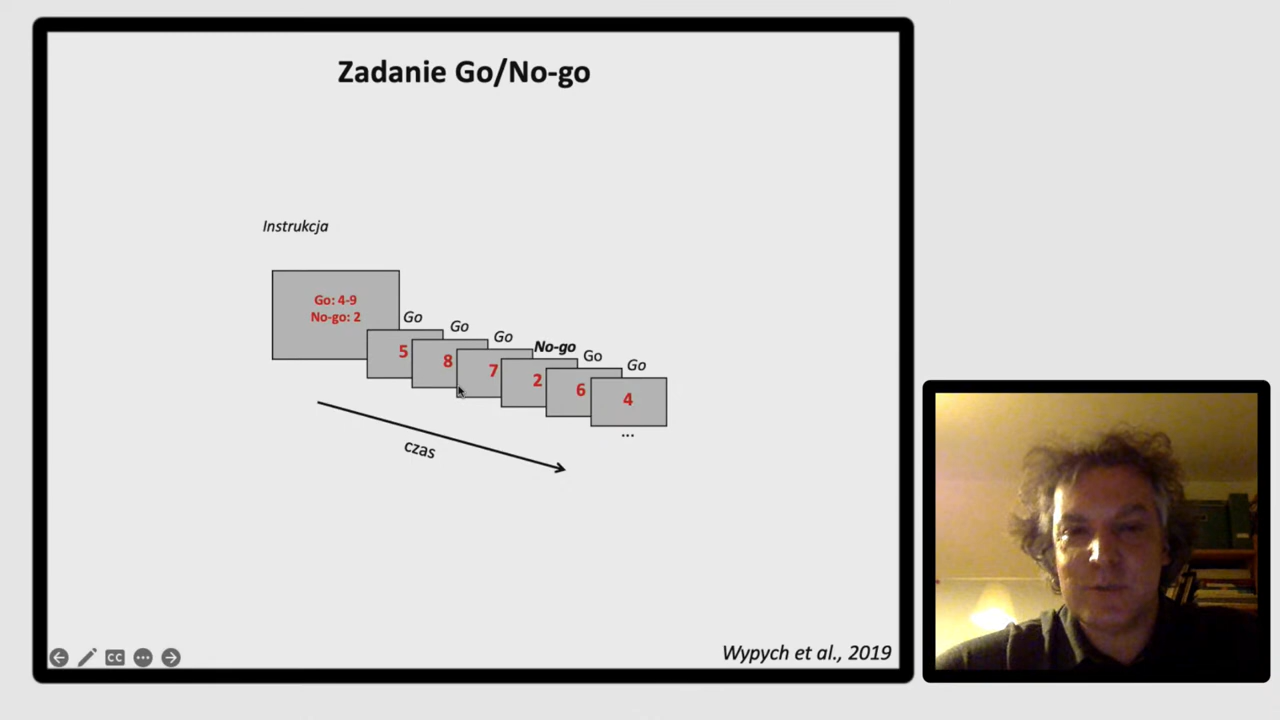 Zadanie Go/No-go
Instrukcja
Go: 4-9
No-go: 2
Go
Go
Go
No-go
Go
Go
5
8
7
2
6
4
...
czas
CC
Wypych et al., 2019